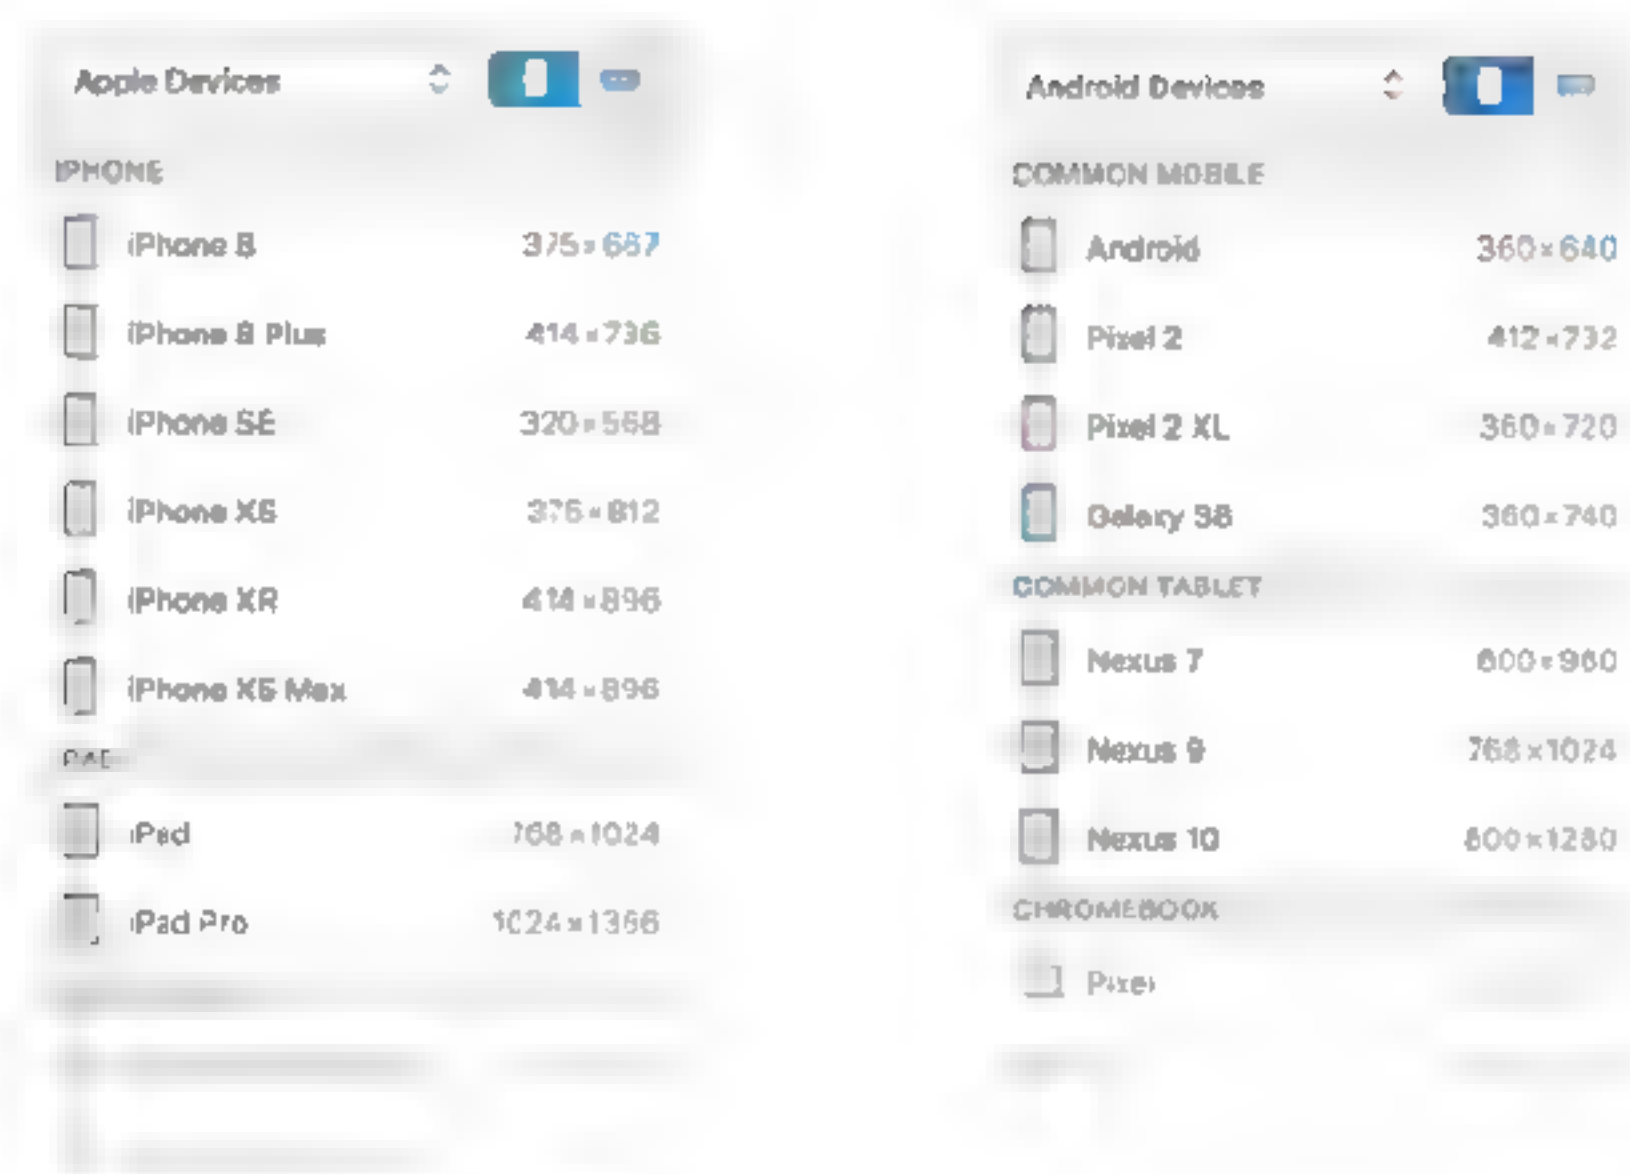 Apple Devices
IPHONE
iPhone 8 375×667
iPhone 8 Plus 414×736
iPhone SE 320×568
iPhone XS 375×812
iPhone XR 414×896
iPhone XS Max 414×896
iPad 768×1024
iPad Pro 1024×1366
Android Devices
COMMON MOBILE
Android 360×640
Pixel 2 412×732
Pixel 2 XL 360×720
Galaxy S8 360×740
COMMON TABLET
Nexus 7 600×960
Nexus 9 768×1024
Nexus 10 800×1280
CHROMEBOOK
Pixel